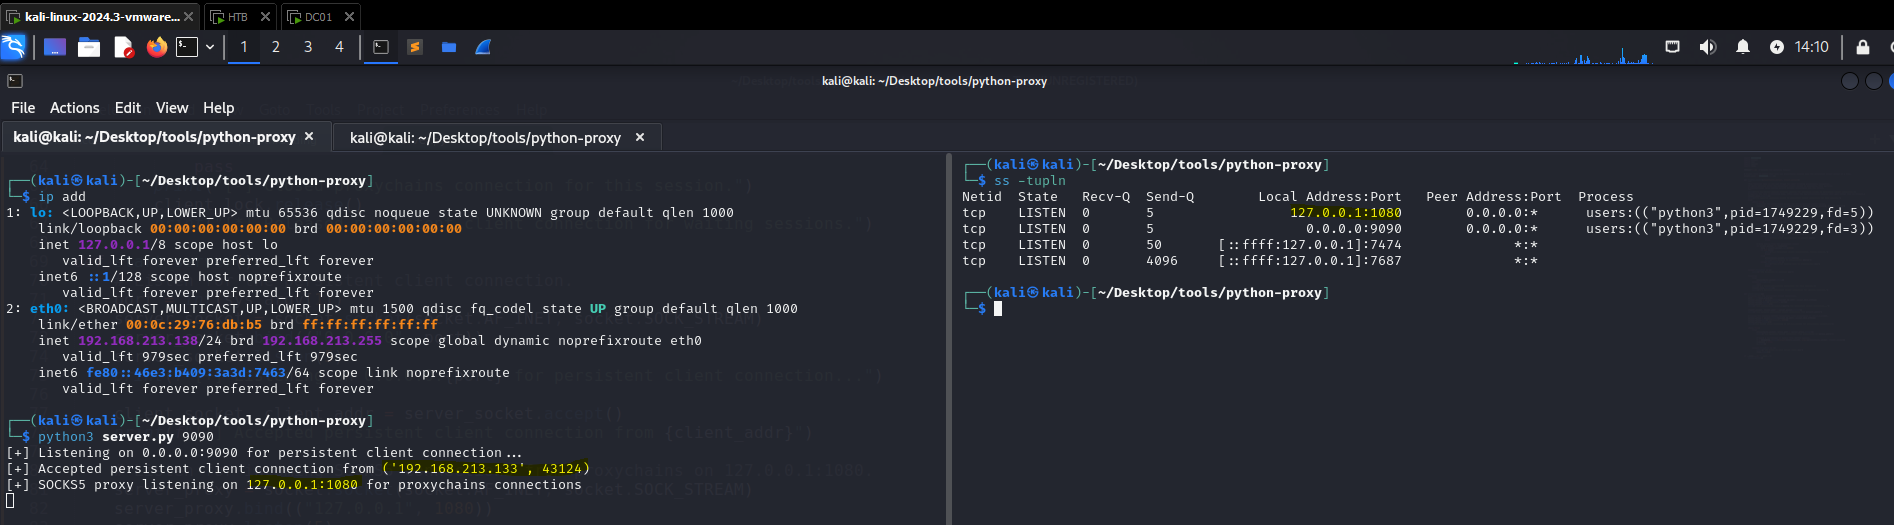 kali-linux-2024.3-vmware... HTB DC01
1 2 3 4 14:10
kali@kali: ~/Desktop/tools/python-proxy
File Actions Edit View Help
kali@kali: ~/Desktop/tools/python-proxy kali@kali: ~/Desktop/tools/python-proxy
┌──(kali㉿kali)-[~/Desktop/tools/python-proxy]
└─$ ip add
1: lo: <LOOPBACK,UP,LOWER_UP> mtu 65536 qdisc noqueue state UNKNOWN group default qlen 1000
link/loopback 00:00:00:00:00:00 brd 00:00:00:00:00:00
inet 127.0.0.1/8 scope host lo
valid_lft forever preferred_lft forever
inet6 ::1/128 scope host noprefixroute
valid_lft forever preferred_lft forever
2: eth0: <BROADCAST,MULTICAST,UP,LOWER_UP> mtu 1500 qdisc fq_codel state UP group default qlen 1000
link/ether 00:0c:29:76:db:b5 brd ff:ff:ff:ff:ff:ff
inet 192.168.213.138/24 brd 192.168.213.255 scope global dynamic noprefixroute eth0
valid_lft 979sec preferred_lft 979sec
inet6 fe80::46e3:b409:3a3d:7463/64 scope link noprefixroute
valid_lft forever preferred_lft forever
┌──(kali㉿kali)-[~/Desktop/tools/python-proxy]
└─$ python3 server.py 9090
[+] Listening on 0.0.0.0:9090 for persistent client connection...
[+] Accepted persistent client connection from ('192.168.213.133', 43124)
[+] SOCKS5 proxy listening on 127.0.0.1:1080 for proxychains connections
┌──(kali㉿kali)-[~/Desktop/tools/python-proxy]
└─$ ss -tupln
Netid State Recv-Q Send-Q Local Address:Port Peer Address:Port Process
tcp LISTEN 0 5 127.0.0.1:1080 0.0.0.0:* users:(("python3",pid=1749229,fd=5))
tcp LISTEN 0 5 0.0.0.0:9090 0.0.0.0:* users:(("python3",pid=1749229,fd=3))
tcp LISTEN 0 50 [::ffff:127.0.0.1]:7474 *:*
tcp LISTEN 0 4096 [::ffff:127.0.0.1]:7687 *:*
┌──(kali㉿kali)-[~/Desktop/tools/python-proxy]
└─$